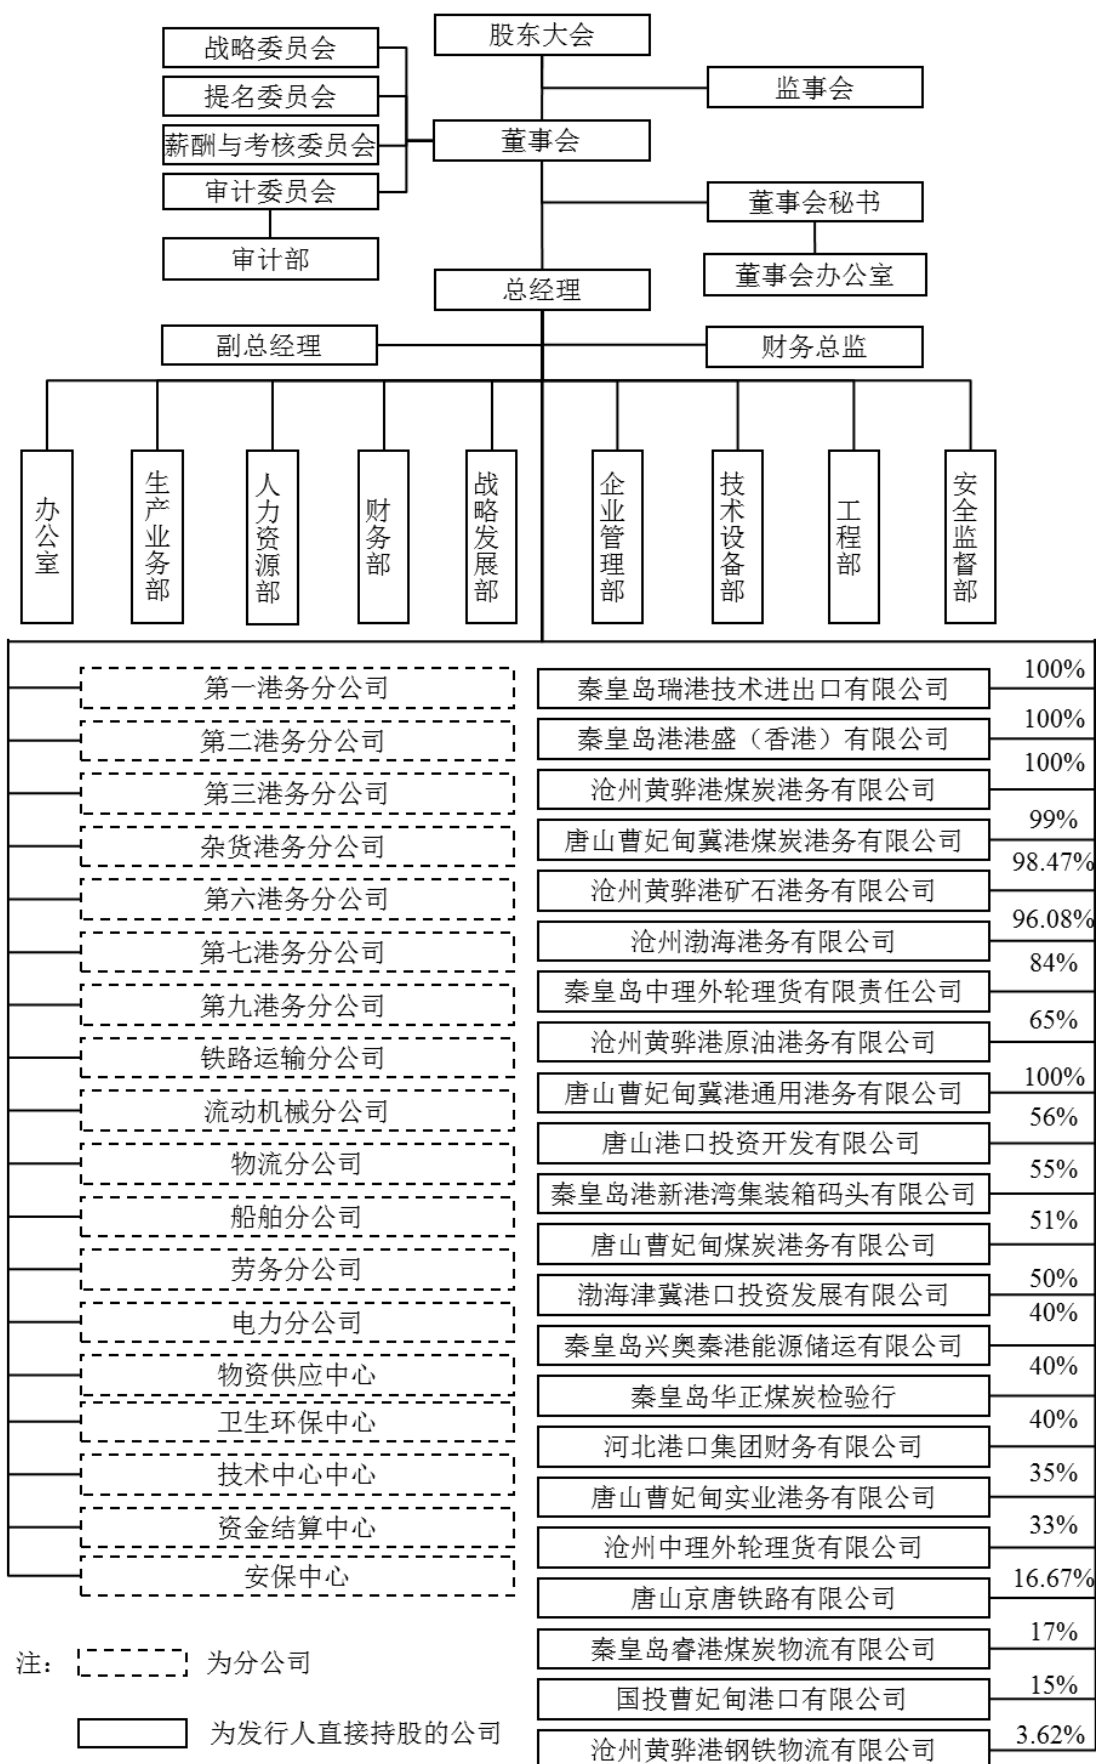 股东大会
战略委员会
监事会
提名委员会
董事会
薪酬与考核委员会
审计委员会
董事会秘书
审计部
董事会办公室
总经理
副总经理
财务总监
办公室
生产业务部
人力资源部
财务部
战略发展部
企业管理部
技术设备部
工程部
安全监督部
第一港务分公司
第二港务分公司
第三港务分公司
杂货港务分公司
第六港务分公司
第七港务分公司
第九港务分公司
铁路运输分公司
流动机械分公司
物流分公司
船舶分公司
劳务分公司
电力分公司
物资供应中心
卫生环保中心
技术中心中心
资金结算中心
安保中心
秦皇岛瑞港技术进出口有限公司 100%
秦皇岛港港盛（香港）有限公司 100%
沧州黄骅港煤炭港务有限公司 100%
唐山曹妃甸冀港煤炭港务有限公司 99%
沧州黄骅港矿石港务有限公司 98.47%
沧州渤海港务有限公司 96.08%
秦皇岛中理外轮理货有限责任公司 84%
沧州黄骅港原油港务有限公司 65%
唐山曹妃甸冀港通用港务有限公司 100%
唐山港口投资开发有限公司 56%
秦皇岛港新港湾集装箱码头有限公司 55%
唐山曹妃甸煤炭港务有限公司 51%
渤海津冀港口投资发展有限公司 50%
秦皇岛兴奥秦港能源储运有限公司 40%
秦皇岛华正煤炭检验行 40%
河北港口集团财务有限公司 40%
唐山曹妃甸实业港务有限公司 35%
沧州中理外轮理货有限公司 33%
唐山京唐铁路有限公司 16.67%
秦皇岛睿港煤炭物流有限公司 17%
国投曹妃甸港口有限公司 15%
沧州黄骅港钢铁物流有限公司 3.62%
注： 为分公司
为发行人直接持股的公司